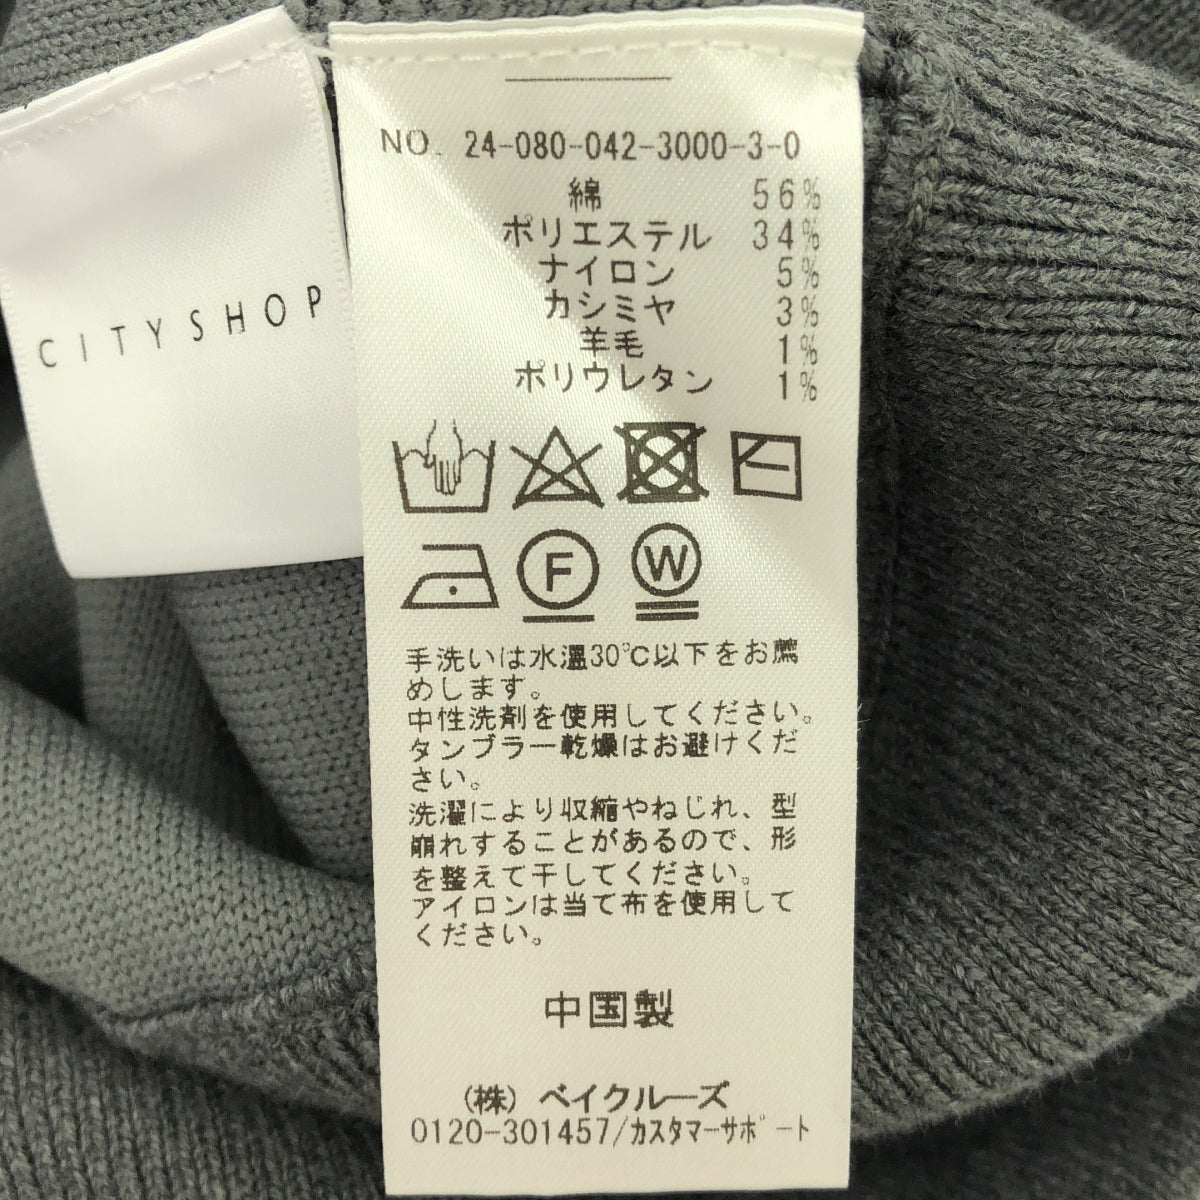 CITYSHOP
NO. 24-080-042-3000-3-0
綿 56%
ポリエステル 34%
ナイロン 5%
カシミヤ 3%
羊毛 1%
ポリウレタン 1%
F
W
手洗いは水温30℃以下をお薦
めします。
中性洗剤を使用してください。
タンブラー乾燥はお避けくだ
さい。
洗濯により収縮やねじれ、型
崩れすることがあるので、形
を整えて干してください。
アイロンは当て布を使用して
ください。
中国製
(株) ベイクルーズ
0120-301457/カスタマーサポート